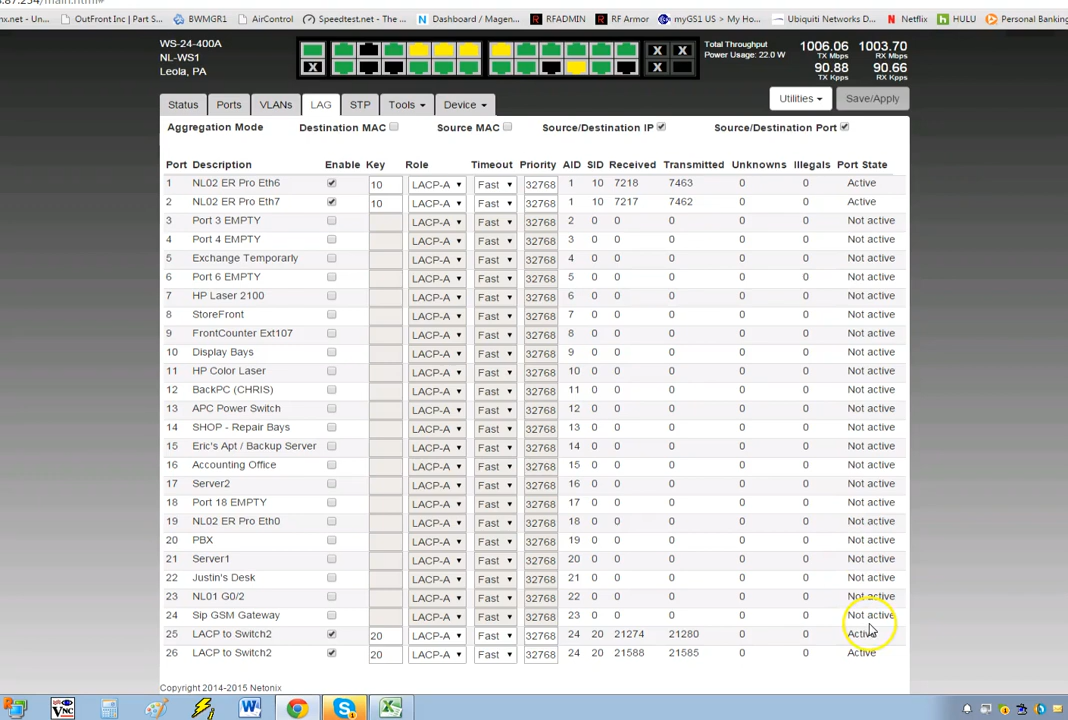 x.87.254/main.html#
nx.net - Un... OutFront Inc | Part S... BWMGR1 AirControl Speedtest.net - The ... Dashboard / Magen... RFADMIN RF Armor myGS1 US > My Ho... Ubiquiti Networks D... Netflix HULU Personal Banking
WS-24-400A
NL-WS1
Leola, PA
X X X
Total Throughput
Power Usage: 22.0 W
1006.06 TX Mbps 1003.70 RX Mbps
90.88 TX Kpps 90.66 RX Kpps
Status Ports VLANs LAG STP Tools Device Utilities Save/Apply
Aggregation Mode Destination MAC Source MAC Source/Destination IP Source/Destination Port
Port Description Enable Key Role Timeout Priority AID SID Received Transmitted Unknowns Illegals Port State
1 NL02 ER Pro Eth6 10 LACP-A Fast 32768 1 10 7218 7463 0 0 Active
2 NL02 ER Pro Eth7 10 LACP-A Fast 32768 1 10 7217 7462 0 0 Active
3 Port 3 EMPTY LACP-A Fast 32768 2 0 0 0 0 0 Not active
4 Port 4 EMPTY LACP-A Fast 32768 3 0 0 0 0 0 Not active
5 Exchange Temporarly LACP-A Fast 32768 4 0 0 0 0 0 Not active
6 Port 6 EMPTY LACP-A Fast 32768 5 0 0 0 0 0 Not active
7 HP Laser 2100 LACP-A Fast 32768 6 0 0 0 0 0 Not active
8 StoreFront LACP-A Fast 32768 7 0 0 0 0 0 Not active
9 FrontCounter Ext107 LACP-A Fast 32768 8 0 0 0 0 0 Not active
10 Display Bays LACP-A Fast 32768 9 0 0 0 0 0 Not active
11 HP Color Laser LACP-A Fast 32768 10 0 0 0 0 0 Not active
12 BackPC (CHRIS) LACP-A Fast 32768 11 0 0 0 0 0 Not active
13 APC Power Switch LACP-A Fast 32768 12 0 0 0 0 0 Not active
14 SHOP - Repair Bays LACP-A Fast 32768 13 0 0 0 0 0 Not active
15 Eric's Apt / Backup Server LACP-A Fast 32768 14 0 0 0 0 0 Not active
16 Accounting Office LACP-A Fast 32768 15 0 0 0 0 0 Not active
17 Server2 LACP-A Fast 32768 16 0 0 0 0 0 Not active
18 Port 18 EMPTY LACP-A Fast 32768 17 0 0 0 0 0 Not active
19 NL02 ER Pro Eth0 LACP-A Fast 32768 18 0 0 0 0 0 Not active
20 PBX LACP-A Fast 32768 19 0 0 0 0 0 Not active
21 Server1 LACP-A Fast 32768 20 0 0 0 0 0 Not active
22 Justin's Desk LACP-A Fast 32768 21 0 0 0 0 0 Not active
23 NL01 G0/2 LACP-A Fast 32768 22 0 0 0 0 0 Not active
24 Sip GSM Gateway LACP-A Fast 32768 23 0 0 0 0 0 Not active
25 LACP to Switch2 20 LACP-A Fast 32768 24 20 21274 21280 0 0 Active
26 LACP to Switch2 20 LACP-A Fast 32768 24 20 21588 21585 0 0 Active
Copyright 2014-2015 Netonix